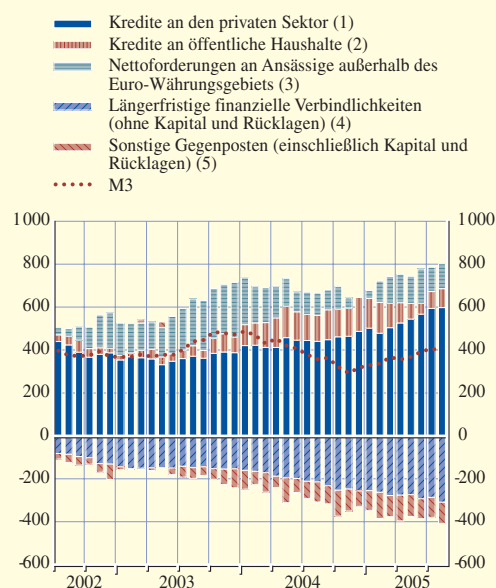 Kredite an den privaten Sektor (1)
Kredite an öffentliche Haushalte (2)
Nettoforderungen an Ansässige außerhalb des
Euro-Währungsgebiets (3)
Längerfristige finanzielle Verbindlichkeiten
(ohne Kapital und Rücklagen) (4)
Sonstige Gegenposten (einschließlich Kapital und
Rücklagen) (5)
M3
1 000 1 000
800 800
600 600
400 400
200 200
0 0
-200 -200
-400 -400
-600 -600
2002 2003 2004 2005